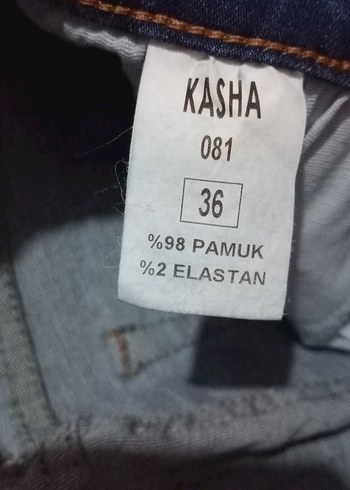 KASHA
081
36
%98 PAMUK
%2 ELASTAN